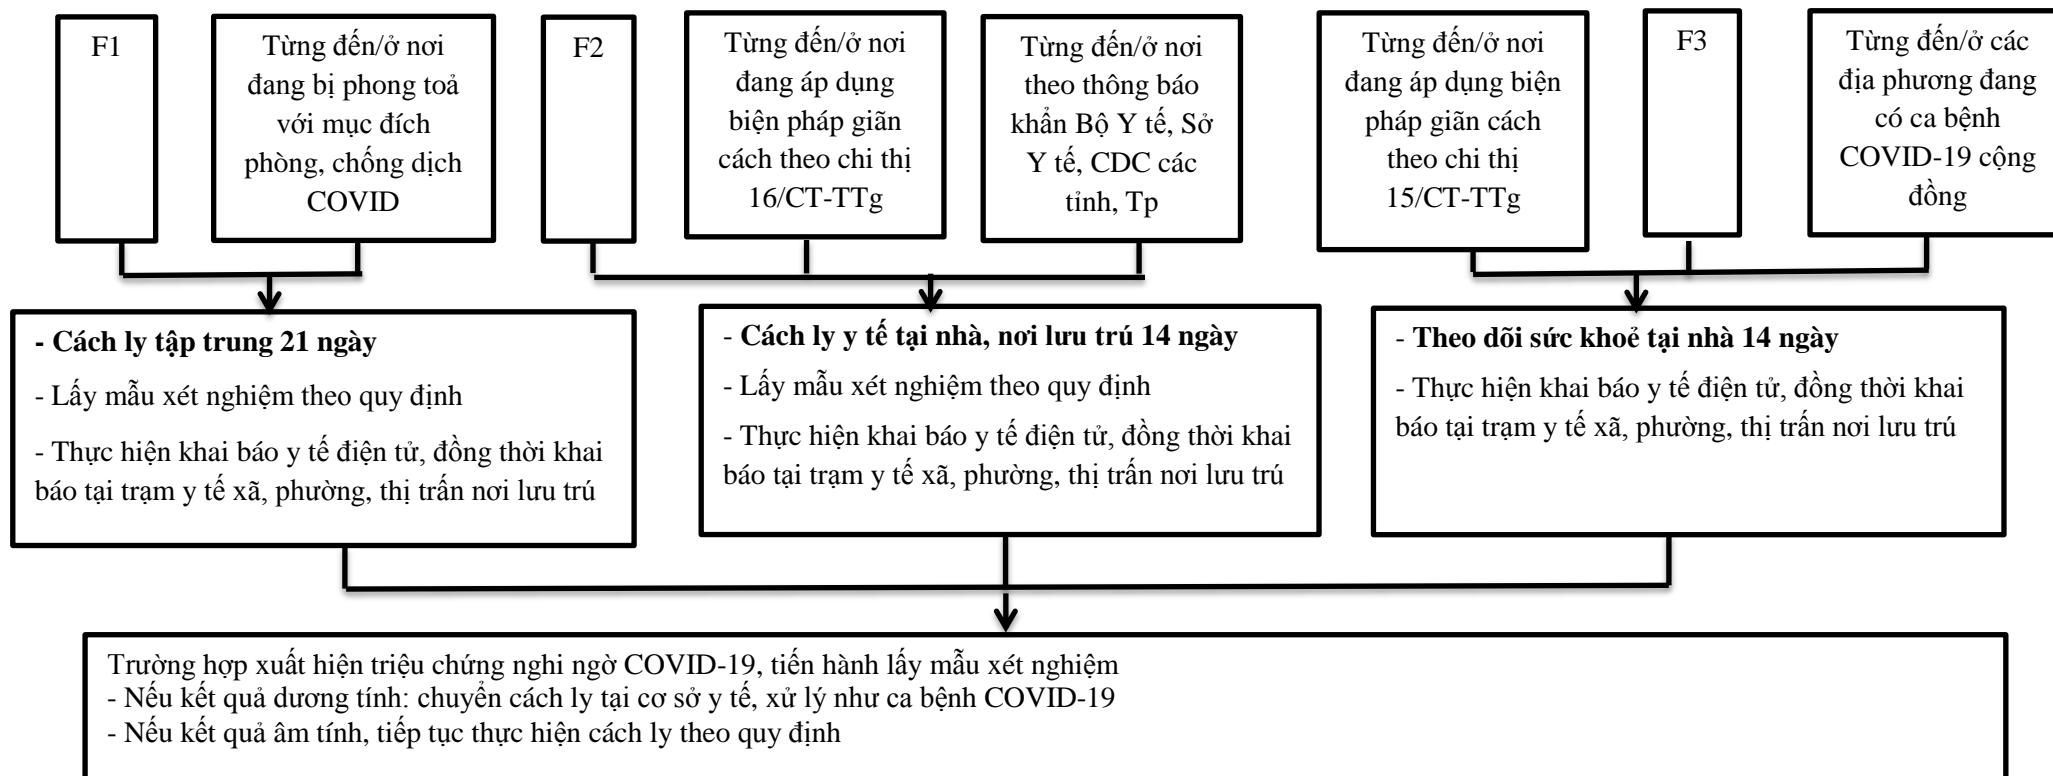 F1
Từng đến/ở nơi
đang bị phong toả
với mục đích
phòng, chống dịch
COVID
F2
Từng đến/ở nơi
đang áp dụng
biện pháp giãn
cách theo chi thị
16/CT-TTg
Từng đến/ở nơi
theo thông báo
khẩn Bộ Y tế, Sở
Y tế, CDC các
tỉnh, Tp
Từng đến/ở nơi
đang áp dụng biện
pháp giãn cách
theo chi thị
15/CT-TTg
F3
Từng đến/ở các
địa phương đang
có ca bệnh
COVID-19 cộng
đồng
- Cách ly tập trung 21 ngày
- Lấy mẫu xét nghiệm theo quy định
- Thực hiện khai báo y tế điện tử, đồng thời khai
báo tại trạm y tế xã, phường, thị trấn nơi lưu trú
- Cách ly y tế tại nhà, nơi lưu trú 14 ngày
- Lấy mẫu xét nghiệm theo quy định
- Thực hiện khai báo y tế điện tử, đồng thời khai
báo tại trạm y tế xã, phường, thị trấn nơi lưu trú
- Theo dõi sức khoẻ tại nhà 14 ngày
- Thực hiện khai báo y tế điện tử, đồng thời khai
báo tại trạm y tế xã, phường, thị trấn nơi lưu trú
Trường hợp xuất hiện triệu chứng nghi ngờ COVID-19, tiến hành lấy mẫu xét nghiệm
- Nếu kết quả dương tính: chuyển cách ly tại cơ sở y tế, xử lý như ca bệnh COVID-19
- Nếu kết quả âm tính, tiếp tục thực hiện cách ly theo quy định